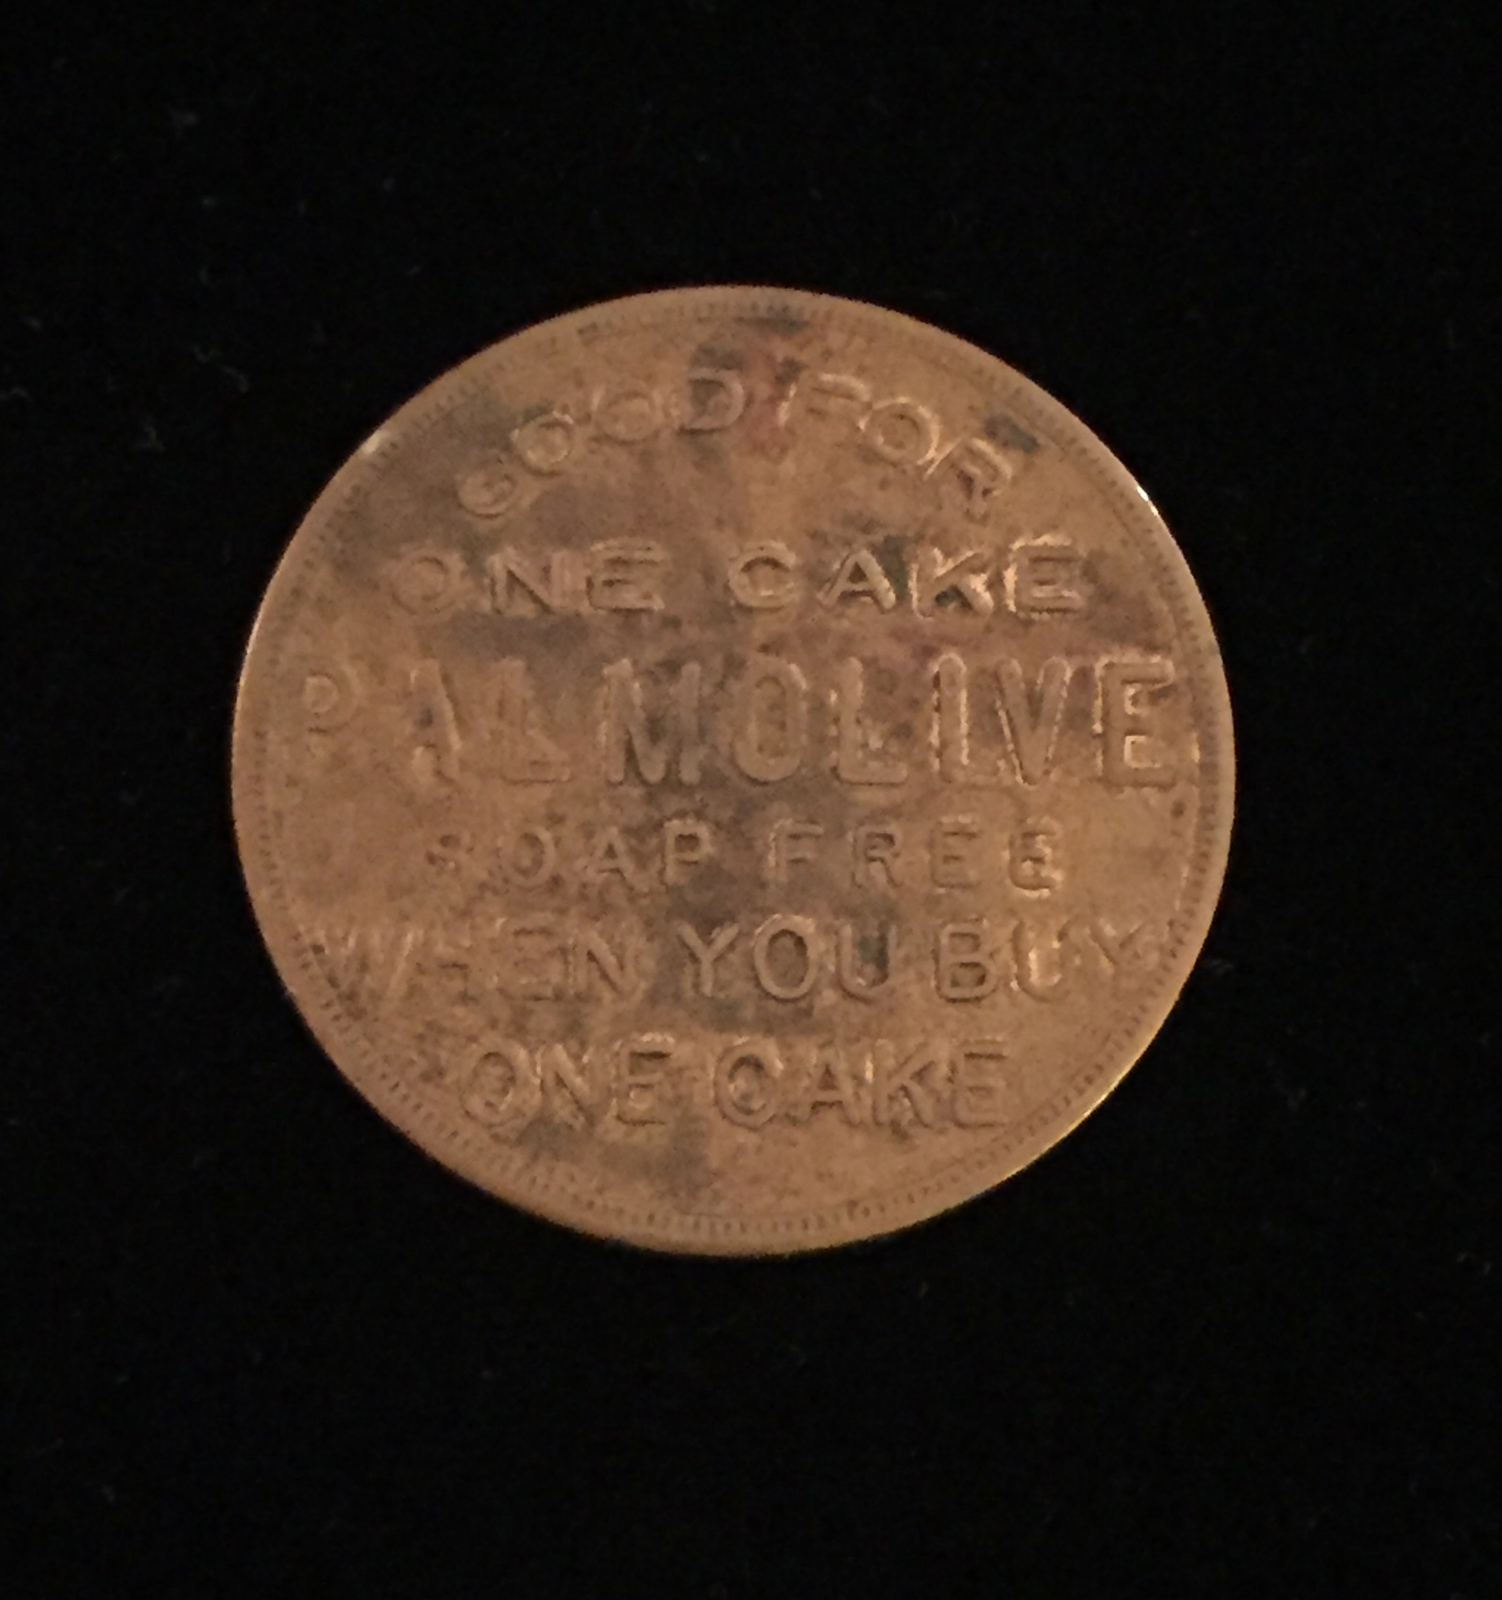 GOOD FOR
ONE CAKE
PALMOLIVE
SOAP FREE
WHEN YOU BUY
ONE CAKE